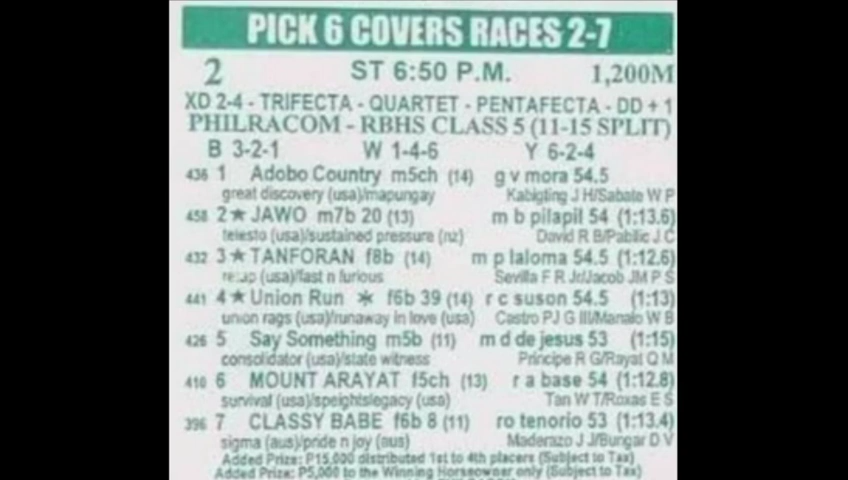 PICK 6 COVERS RACES 2-7
2 ST 6:50 P.M. 1,200M
XD 2-4 - TRIFECTA - QUARTET - PENTAFECTA - DD + 1
PHILRACOM - RBHS CLASS 5 (11-15 SPLIT)
B 3-2-1 W 1-4-6 Y 6-2-4
436 1 Adobo Country m5ch (14) g v mora 54.5
great discovery (usa)/mapungay Kabigting J H/Sabate W P
458 2★JAWO m7b 20 (13) m b pilapil 54 (1:13.6)
telesto (usa)/sustained pressure (nz) David R B/Pabilic J C
432 3★TANFORAN f8b (14) m p laloma 54.5 (1:12.6)
(usa)/fast n furious Sevilla F R Jr/Jacob JM P S
441 4★Union Run * f6b 39 (14) r c suson 54.5 (1:13)
union rags (usa)/runaway in love (usa) Castro PJ G III/Manalo W B
426 5 Say Something m5b (11) m d de jesus 53 (1:15)
consolidator (usa)/state witness Principe R G/Rayat Q M
410 6 MOUNT ARAYAT f5ch (13) r a base 54 (1:12.8)
survival (usa)/speightslegacy (usa) Tan W T/Roxas E S
396 7 CLASSY BABE f6b 8 (11) ro tenorio 53 (1:13.4)
sigma (aus)/pride n joy (aus) Maderazo J J/Bungar D V
Added Prize: P15,000 distributed 1st to 4th placers (Subject to Tax)
Added Prize: P5,000 to the Winning Horseowner only (Subject to Tax)